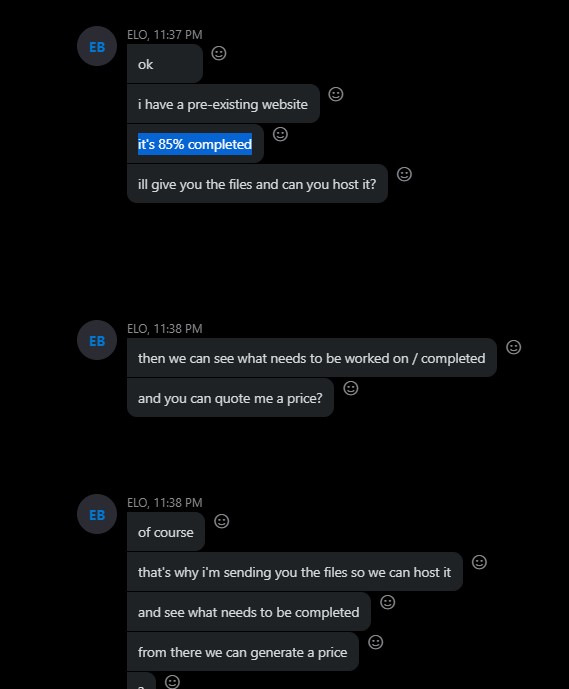 EB
ELO, 11:37 PM
ok
i have a pre-existing website
it's 85% completed
ill give you the files and can you host it?
EB
ELO, 11:38 PM
then we can see what needs to be worked on / completed
and you can quote me a price?
EB
ELO, 11:38 PM
of course
that's why i'm sending you the files so we can host it
and see what needs to be completed
from there we can generate a price